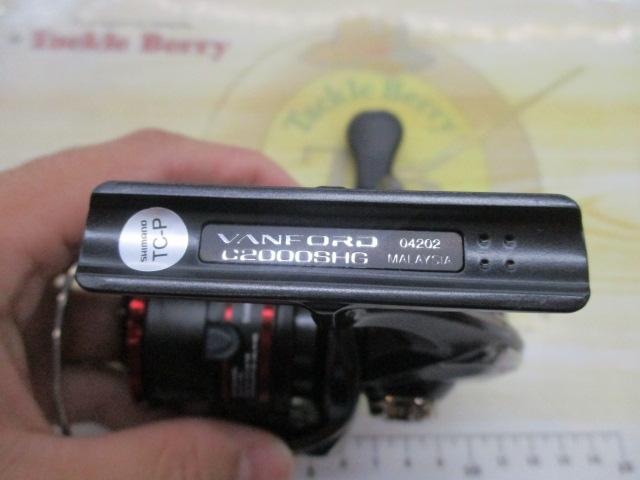 Tackle Berry
Tackle Berry
SHIMANO
TC-P
VANFORD 04202
C2000SHG MALAYSIA